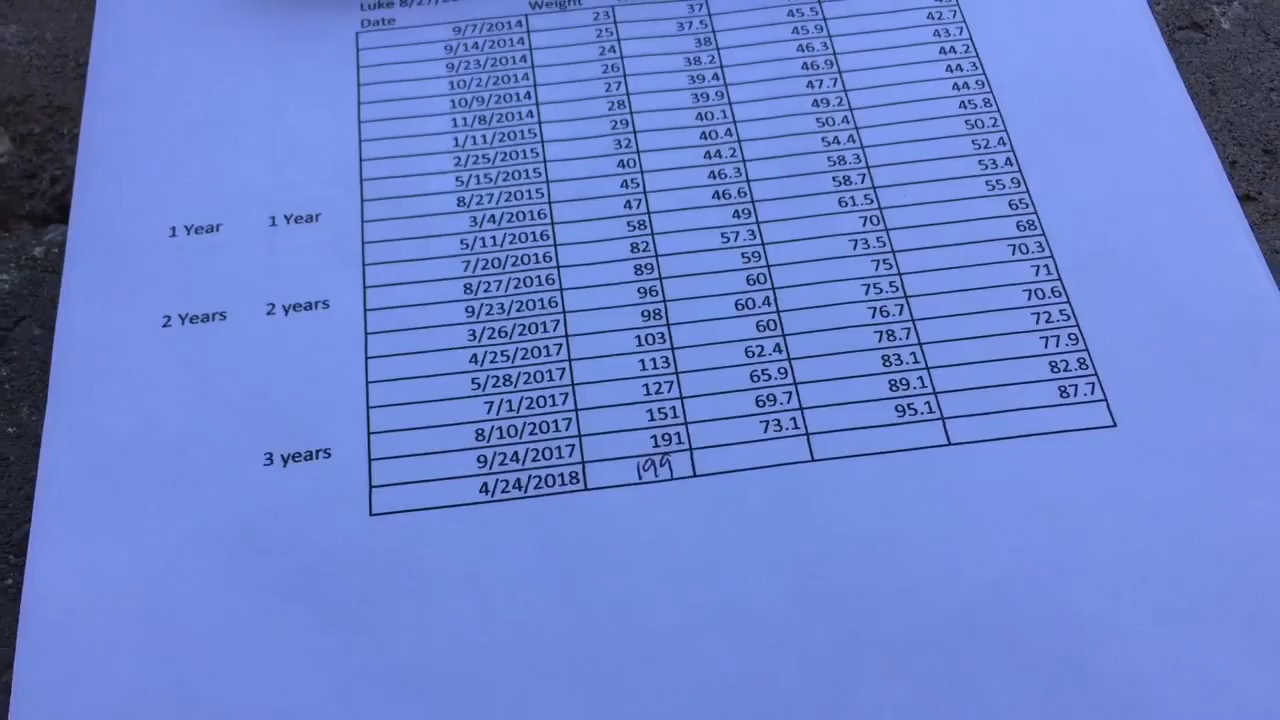 Luke 8/27/
Date Weight
9/7/2014 23 37
9/14/2014 25 37.5 45.5
9/23/2014 24 38 45.9 42.7
10/2/2014 26 38.2 46.3 43.7
10/9/2014 27 39.4 46.9 44.2
11/8/2014 28 39.9 47.7 44.3
1/11/2015 29 40.1 49.2 44.9
2/25/2015 32 40.4 50.4 45.8
5/15/2015 40 44.2 54.4 50.2
1 Year 1 Year 8/27/2015 45 46.3 58.3 52.4
3/4/2016 47 46.6 58.7 53.4
5/11/2016 58 49 61.5 55.9
7/20/2016 82 57.3 70 65
2 Years 2 years 8/27/2016 89 59 73.5 68
9/23/2016 96 60 75 70.3
3/26/2017 98 60.4 75.5 71
4/25/2017 103 60 76.7 70.6
5/28/2017 113 62.4 78.7 72.5
7/1/2017 127 65.9 83.1 77.9
3 years 8/10/2017 151 69.7 89.1 82.8
9/24/2017 191 73.1 95.1 87.7
4/24/2018 199